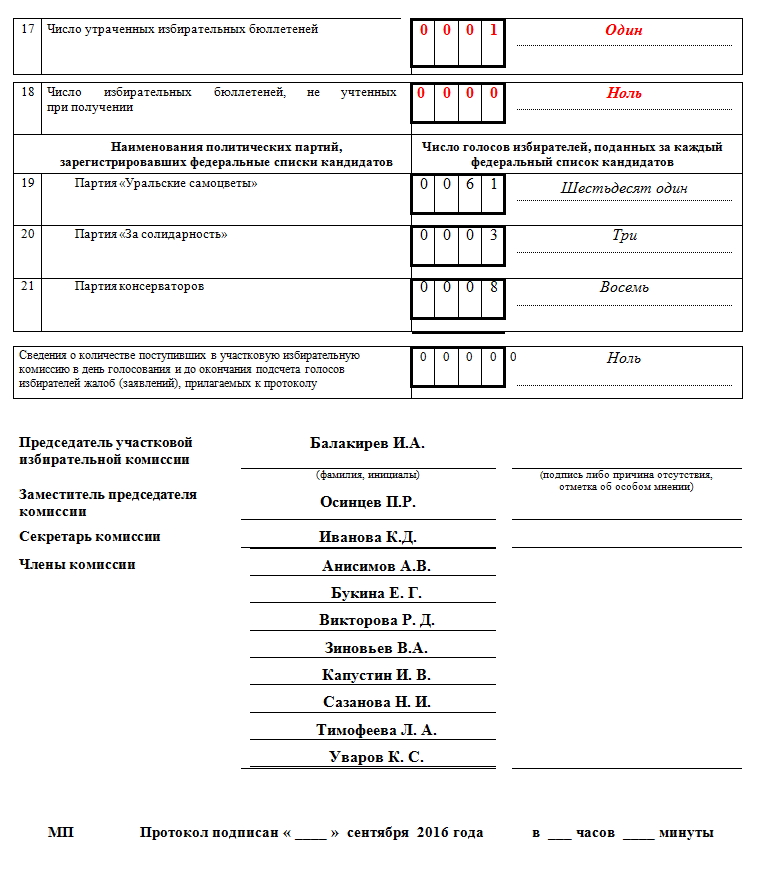 17 Число утраченных избирательных бюллетеней 0 0 0 1 Один
18 Число избирательных бюллетеней, не учтенных при получении 0 0 0 0 Ноль
Наименования политических партий, Число голосов избирателей, поданных за каждый
зарегистрировавших федеральные списки кандидатов федеральный список кандидатов
19 Партия «Уральские самоцветы» 0 0 6 1 Шестьдесят один
20 Партия «За солидарность» 0 0 0 3 Три
21 Партия консерваторов 0 0 0 8 Восемь
Сведения о количестве поступивших в участковую избирательную 0 0 0 0 0 Ноль
комиссию в день голосования и до окончания подсчета голосов
избирателей жалоб (заявлений), прилагаемых к протоколу
Председатель участковой Балакирев И.А.
избирательной комиссии
(фамилия, инициалы) (подпись либо причина отсутствия,
отметка об особом мнении)
Заместитель председателя Осинцев П.Р.
комиссии
Секретарь комиссии Иванова К.Д.
Члены комиссии Анисимов А.В.
Букина Е. Г.
Викторова Р. Д.
Зиновьев В.А.
Капустин И. В.
Сазанова Н. И.
Тимофеева Л. А.
Уваров К. С.
МП Протокол подписан « ____ » сентября 2016 года в ___ часов ____ минуты